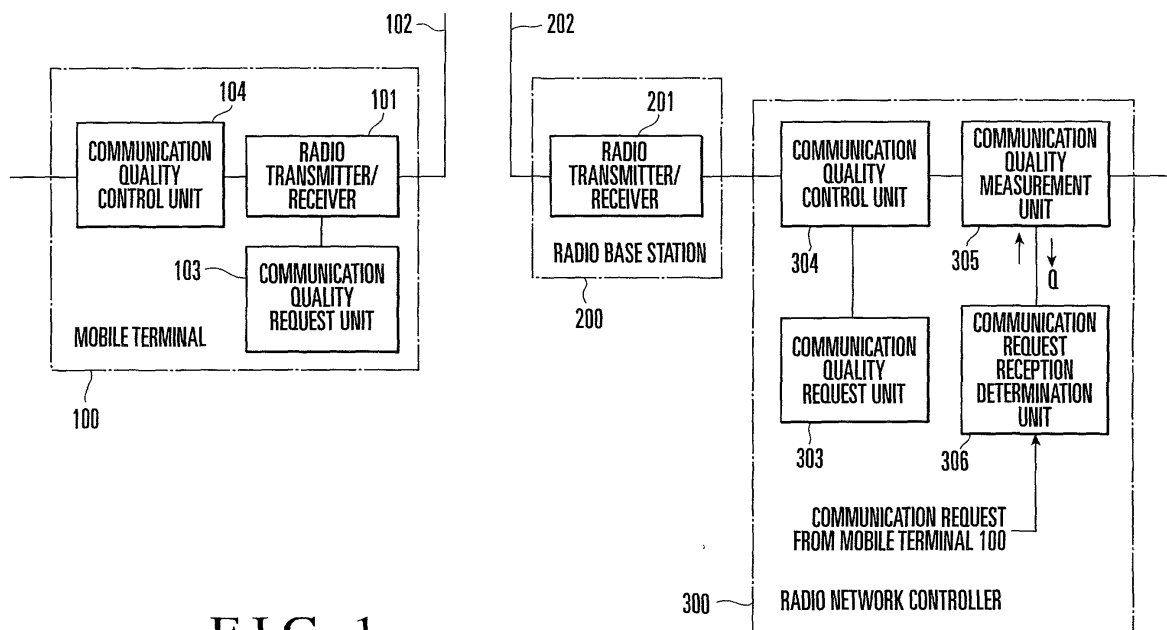 102
202
104
101
COMMUNICATION
QUALITY
CONTROL UNIT
RADIO
TRANSMITTER/
RECEIVER
103
COMMUNICATION
QUALITY
REQUEST UNIT
MOBILE TERMINAL
100
201
RADIO
TRANSMITTER/
RECEIVER
RADIO BASE STATION
200
COMMUNICATION
QUALITY
CONTROL UNIT
304
COMMUNICATION
QUALITY
MEASUREMENT
UNIT
305
Q
COMMUNICATION
QUALITY
REQUEST UNIT
303
COMMUNICATION
REQUEST
RECEPTION
DETERMINATION
UNIT
306
COMMUNICATION REQUEST
FROM MOBILE TERMINAL 100
300
RADIO NETWORK CONTROLLER
FIG. 1